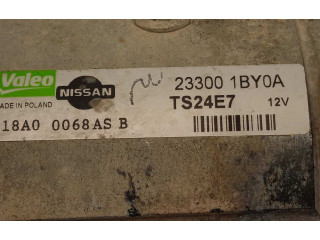 Valeo
NISSAN
23300 1BY0A
MADE IN POLAND
TS24E7 12V
18A0 0068AS B